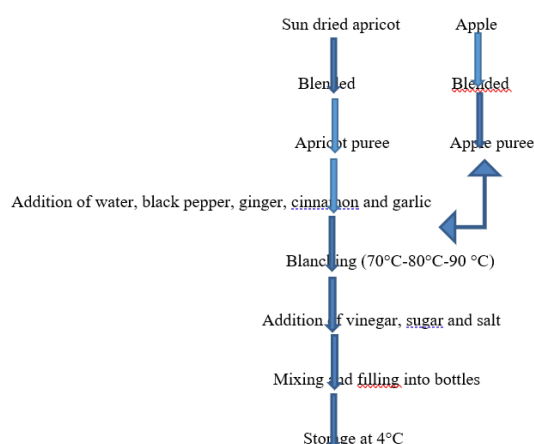 Sun dried apricot Apple
Blended Blended
Apricot puree Apple puree
Addition of water, black pepper, ginger, cinnamon and garlic
Blanching (70°C-80°C-90 °C)
Addition of vinegar, sugar and salt
Mixing and filling into bottles
Storage at 4°C